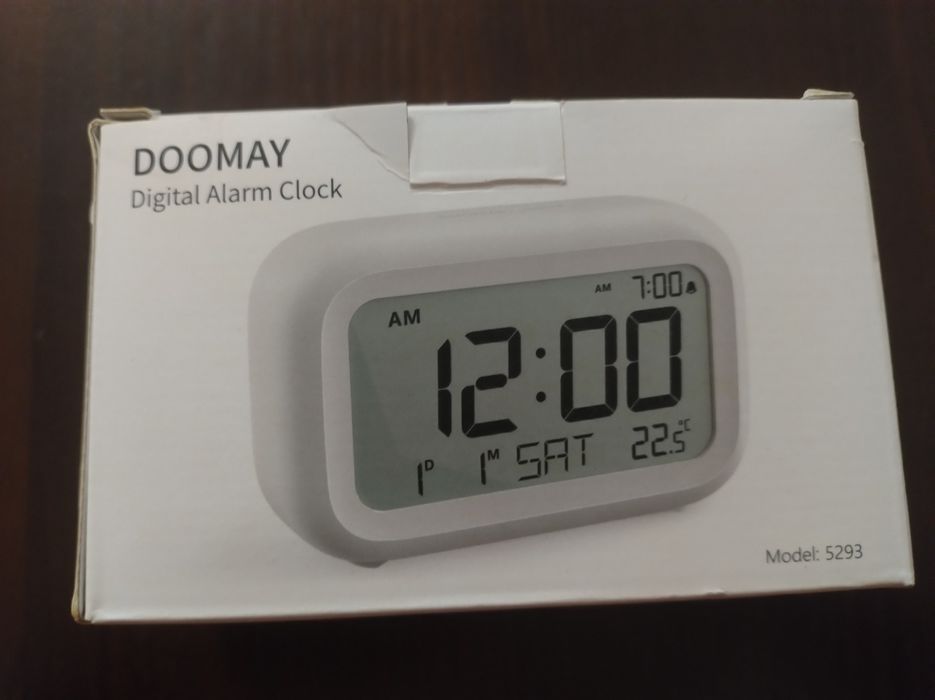 DOOMAY
Digital Alarm Clock
AM 7:00
AM
12:00
1D 1M SAT 22.5°C
Model: 5293